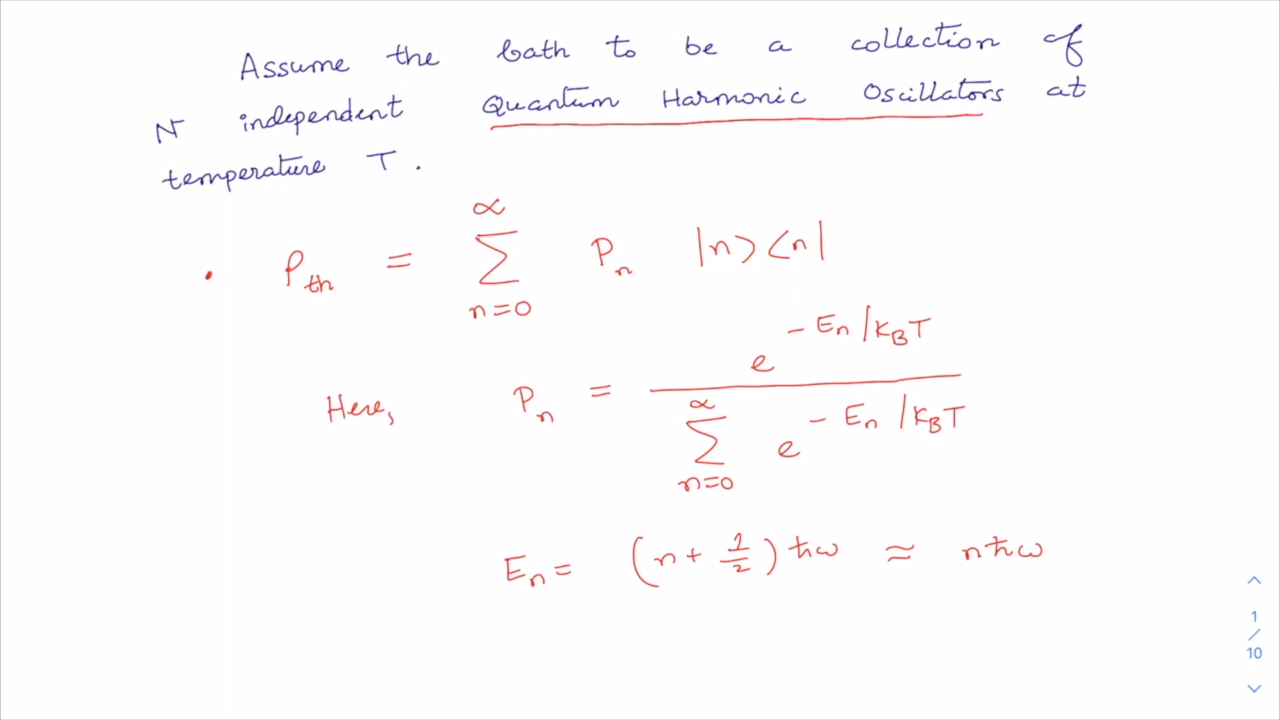 Assume the bath to be a collection of
N independent Quantum Harmonic Oscillators at
temperature T.
• ρ_th = ∑_{n=0}^{∝} P_n |n><n|
Here, P_n = e^{-E_n/K_BT} / ∑_{n=0}^{∝} e^{-E_n/K_BT}
E_n = (n + 1/2) ℏω ≈ nℏω
1
/
10